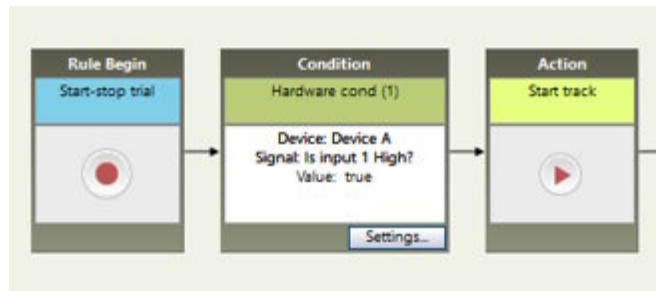 Rule Begin
Start-stop trial
Condition
Hardware cond (1)
Device: Device A
Signal: Is input 1 High?
Value: true
Settings...
Action
Start track